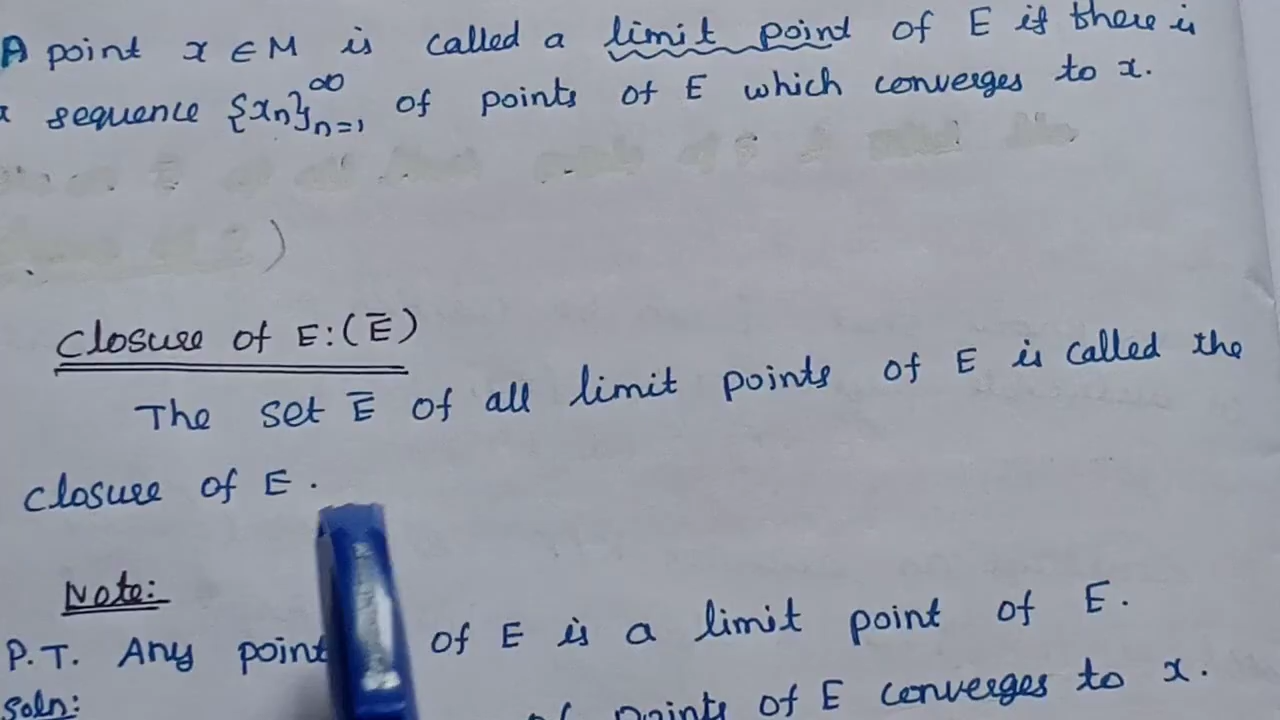 A point x ∈ M is called a limit point of E if there is
sequence {xn}∞n=1 of points of E which converges to x.
)
Closure of E: (Ē)
The set Ē of all limit points of E is called the
closure of E.
Note:
P.T. Any point of E is a limit point of E.
Soln:
of points of E converges to x.